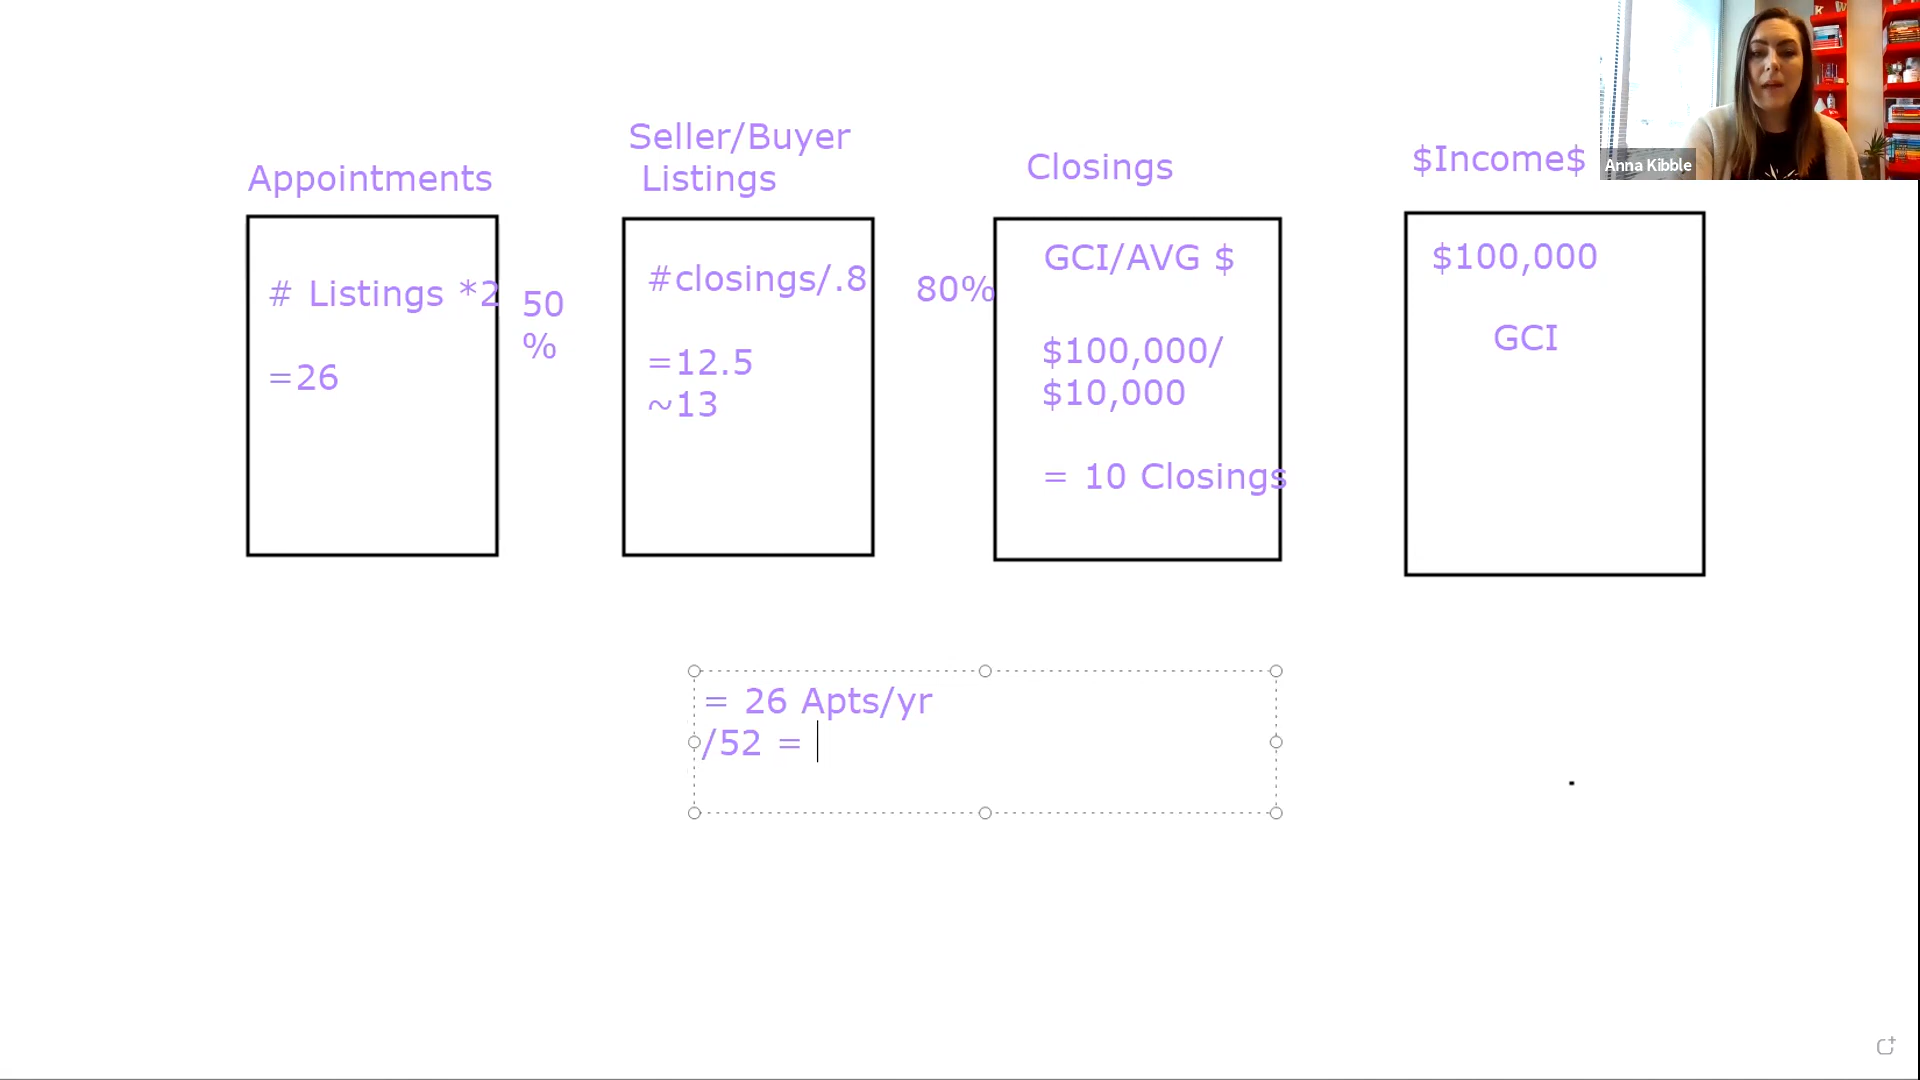 Appointments
# Listings *2
=26
50
%
Seller/Buyer
Listings
#closings/.8
=12.5
~13
80%
Closings
GCI/AVG $
$100,000/
$10,000
= 10 Closings
$Income$
$100,000
GCI
= 26 Apts/yr
/52 =
Anna Kibble
K W